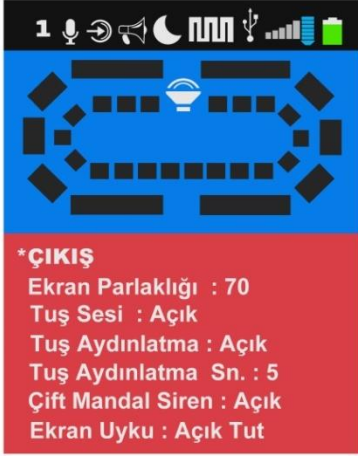 1
*ÇIKIŞ
Ekran Parlaklığı : 70
Tuş Sesi : Açık
Tuş Aydınlatma : Açık
Tuş Aydınlatma Sn. : 5
Çift Mandal Siren : Açık
Ekran Uyku : Açık Tut